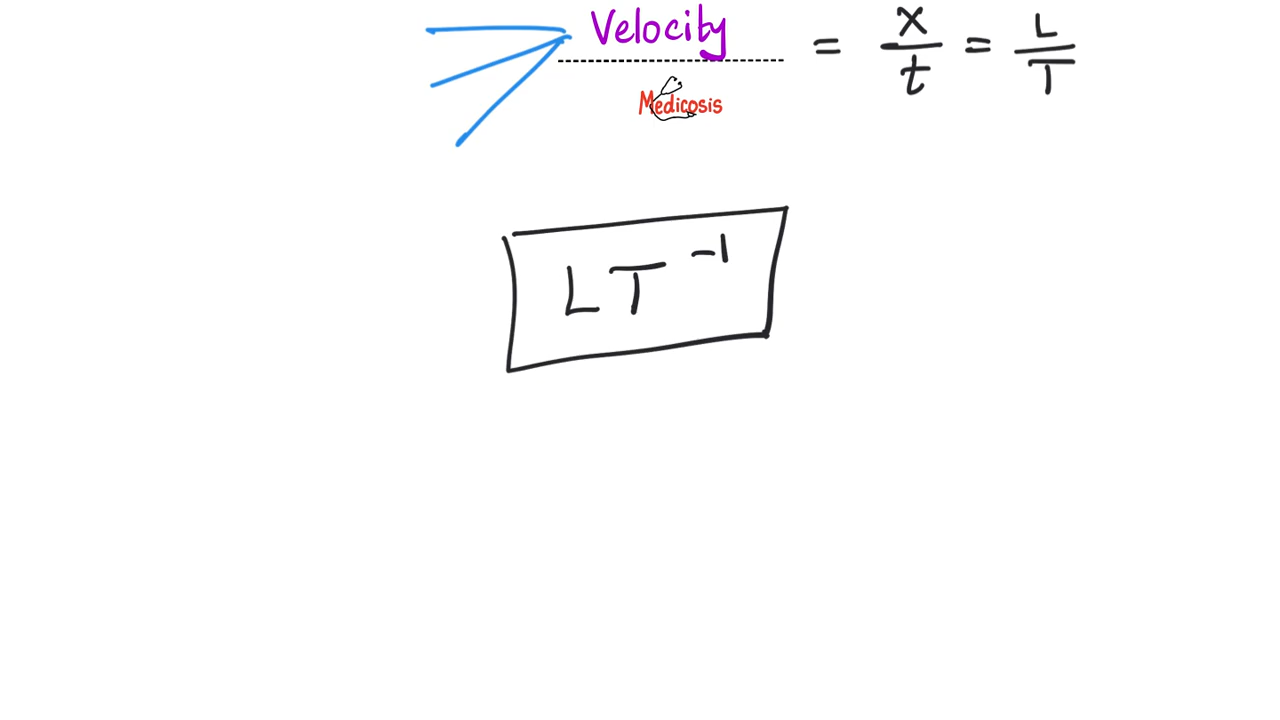 Velocity = x/t = L/T
Medicosis
LT⁻¹